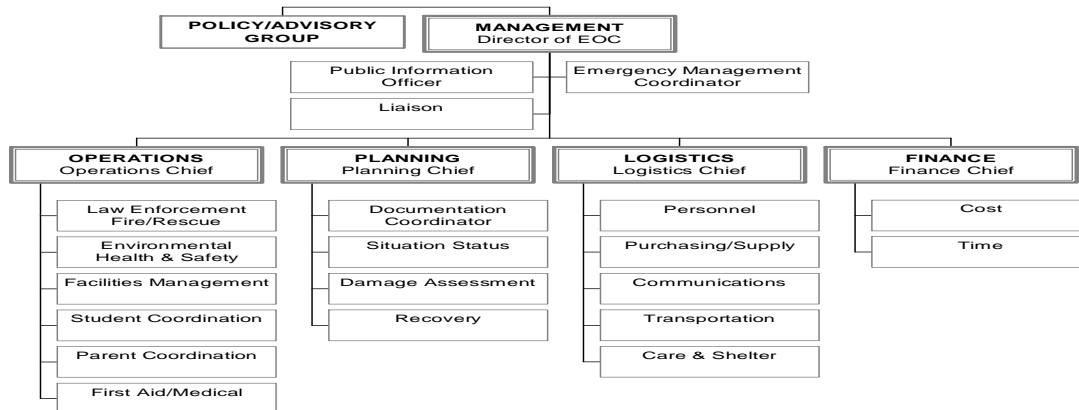 POLICY/ADVISORY
GROUP
MANAGEMENT
Director of EOC
Public Information
Officer
Emergency Management
Coordinator
Liaison
OPERATIONS
Operations Chief
PLANNING
Planning Chief
LOGISTICS
Logistics Chief
FINANCE
Finance Chief
Law Enforcement
Fire/Rescue
Environmental
Health & Safety
Facilities Management
Student Coordination
Parent Coordination
First Aid/Medical
Documentation
Coordinator
Situation Status
Damage Assessment
Recovery
Personnel
Purchasing/Supply
Communications
Transportation
Care & Shelter
Cost
Time